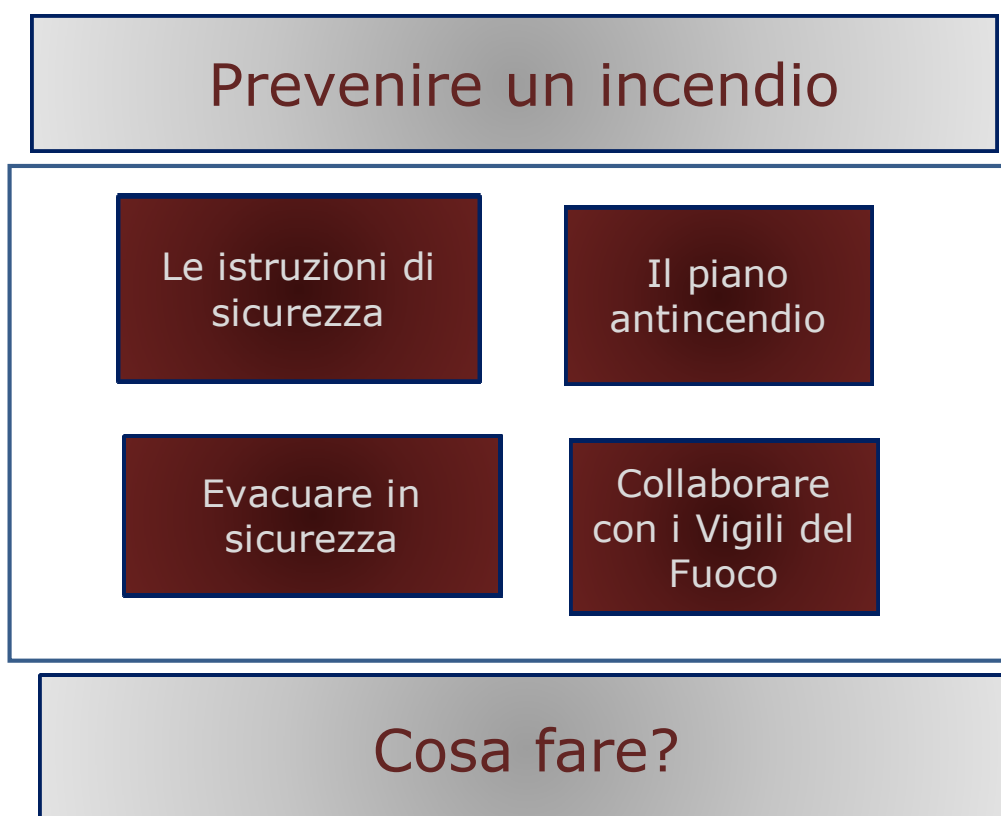 Prevenire un incendio
Le istruzioni di
sicurezza
Il piano
antincendio
Evacuare in
sicurezza
Collaborare
con i Vigili del
Fuoco
Cosa fare?